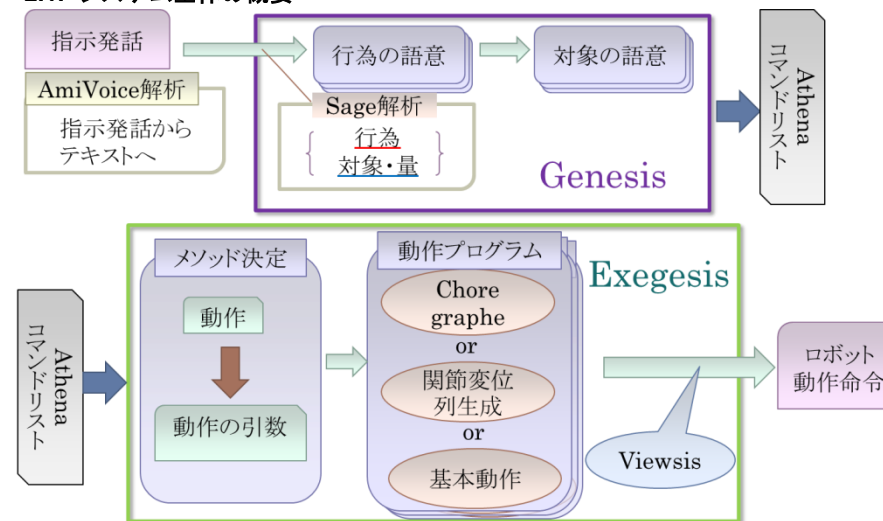 指示発話
AmiVoice解析
指示発話から
テキストへ
行為の語意
対象の語意
Sage解析
行為
対象・量
Genesis
Athena
コマンドリスト
Athena
コマンドリスト
メソッド決定
動作
動作の引数
動作プログラム
Chore
graphe
or
関節変位
列生成
or
基本動作
Exegesis
Viewsis
ロボット
動作命令